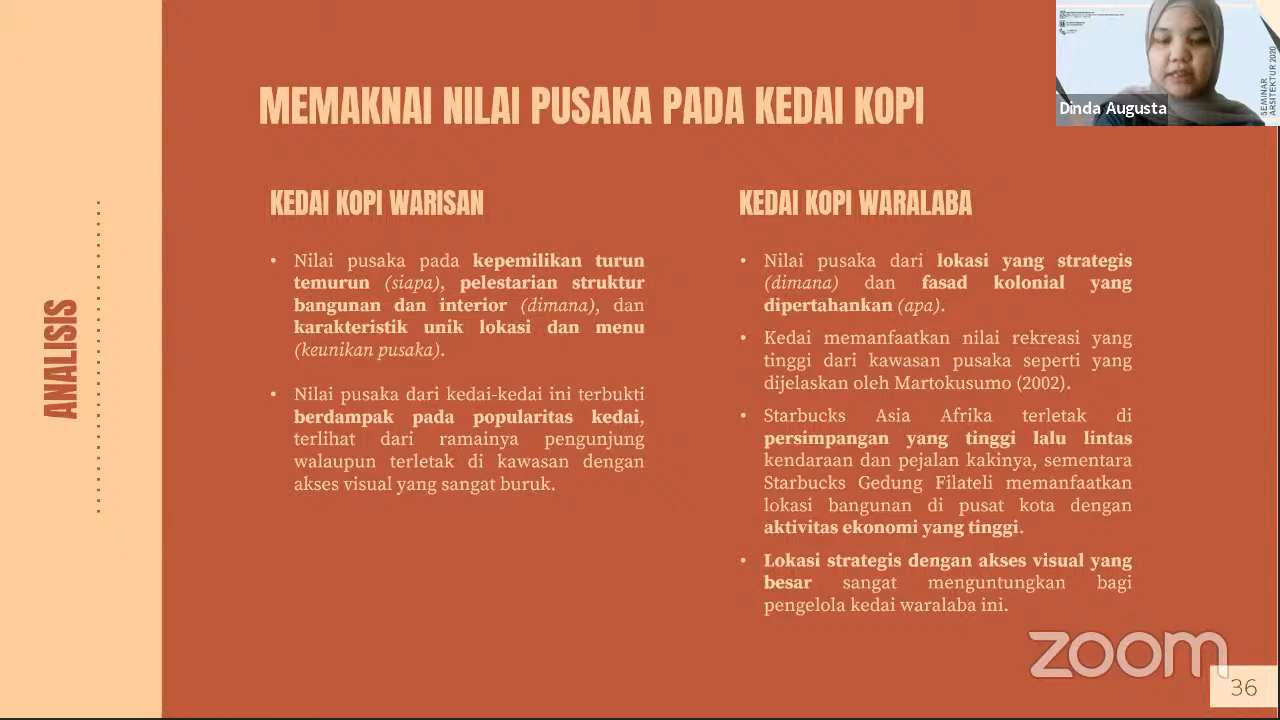 MEMAKNAI NILAI PUSAKA PADA KEDAI KOPI
Dinda Augusta
SEMINAR
ARSITEKTUR 2020
ANALISIS
KEDAI KOPI WARISAN
• Nilai pusaka pada kepemilikan turun
temurun (siapa), pelestarian struktur
bangunan dan interior (dimana), dan
karakteristik unik lokasi dan menu
(keunikan pusaka).
• Nilai pusaka dari kedai-kedai ini terbukti
berdampak pada popularitas kedai,
terlihat dari ramainya pengunjung
walaupun terletak di kawasan dengan
akses visual yang sangat buruk.
KEDAI KOPI WARALABA
• Nilai pusaka dari lokasi yang strategis
(dimana) dan fasad kolonial yang
dipertahankan (apa).
• Kedai memanfaatkan nilai rekreasi yang
tinggi dari kawasan pusaka seperti yang
dijelaskan oleh Martokusumo (2002).
• Starbucks Asia Afrika terletak di
persimpangan yang tinggi lalu lintas
kendaraan dan pejalan kakinya, sementara
Starbucks Gedung Filateli memanfaatkan
lokasi bangunan di pusat kota dengan
aktivitas ekonomi yang tinggi.
• Lokasi strategis dengan akses visual yang
besar sangat menguntungkan bagi
pengelola kedai waralaba ini.
zoom
36